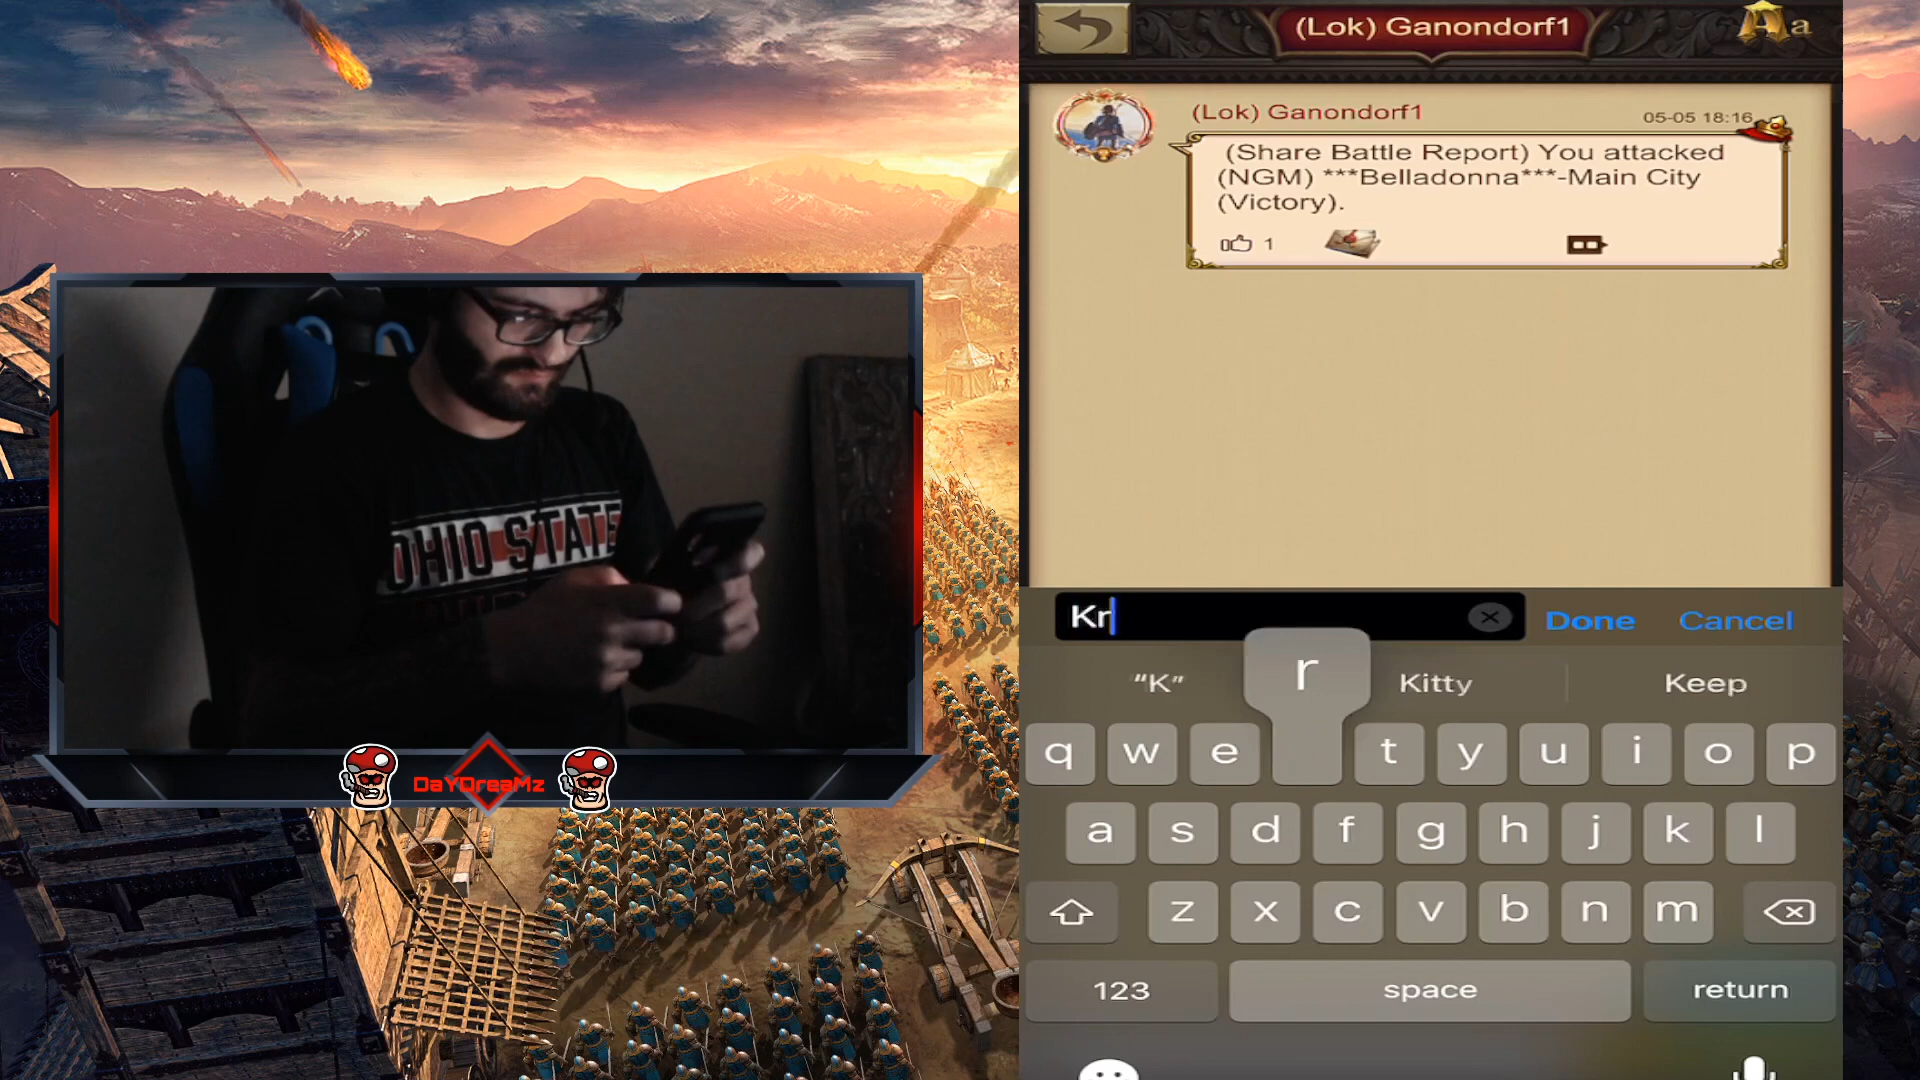 (Lok) Ganondorf1
Aa
(Lok) Ganondorf1
05-05 18:16
(Share Battle Report) You attacked
(NGM) ***Belladonna***-Main City
(Victory).
1
OHIO STATE
Kr
Done
Cancel
“K”
r
Kitty
Keep
q w e t y u i o p
a s d f g h j k l
z x c v b n m
123
space
return
DaYDreaMz